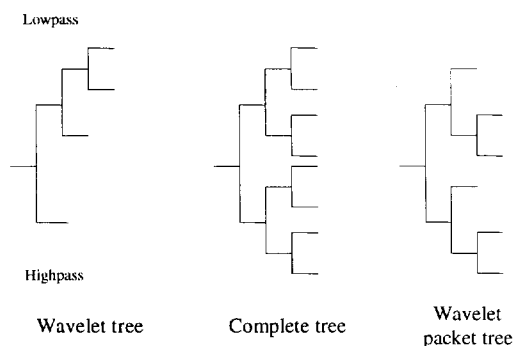 Lowpass
Highpass
Wavelet tree
Complete tree
Wavelet
packet tree